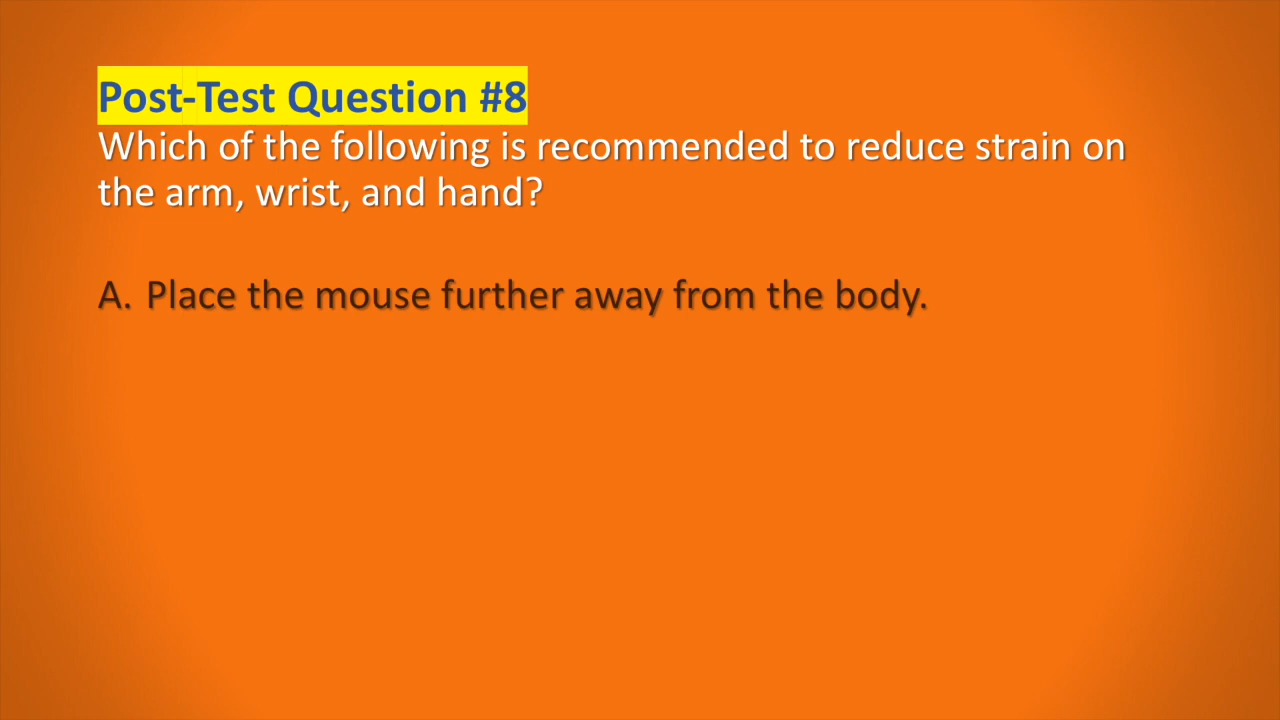 Post-Test Question #8
Which of the following is recommended to reduce strain on
the arm, wrist, and hand?
A. Place the mouse further away from the body.